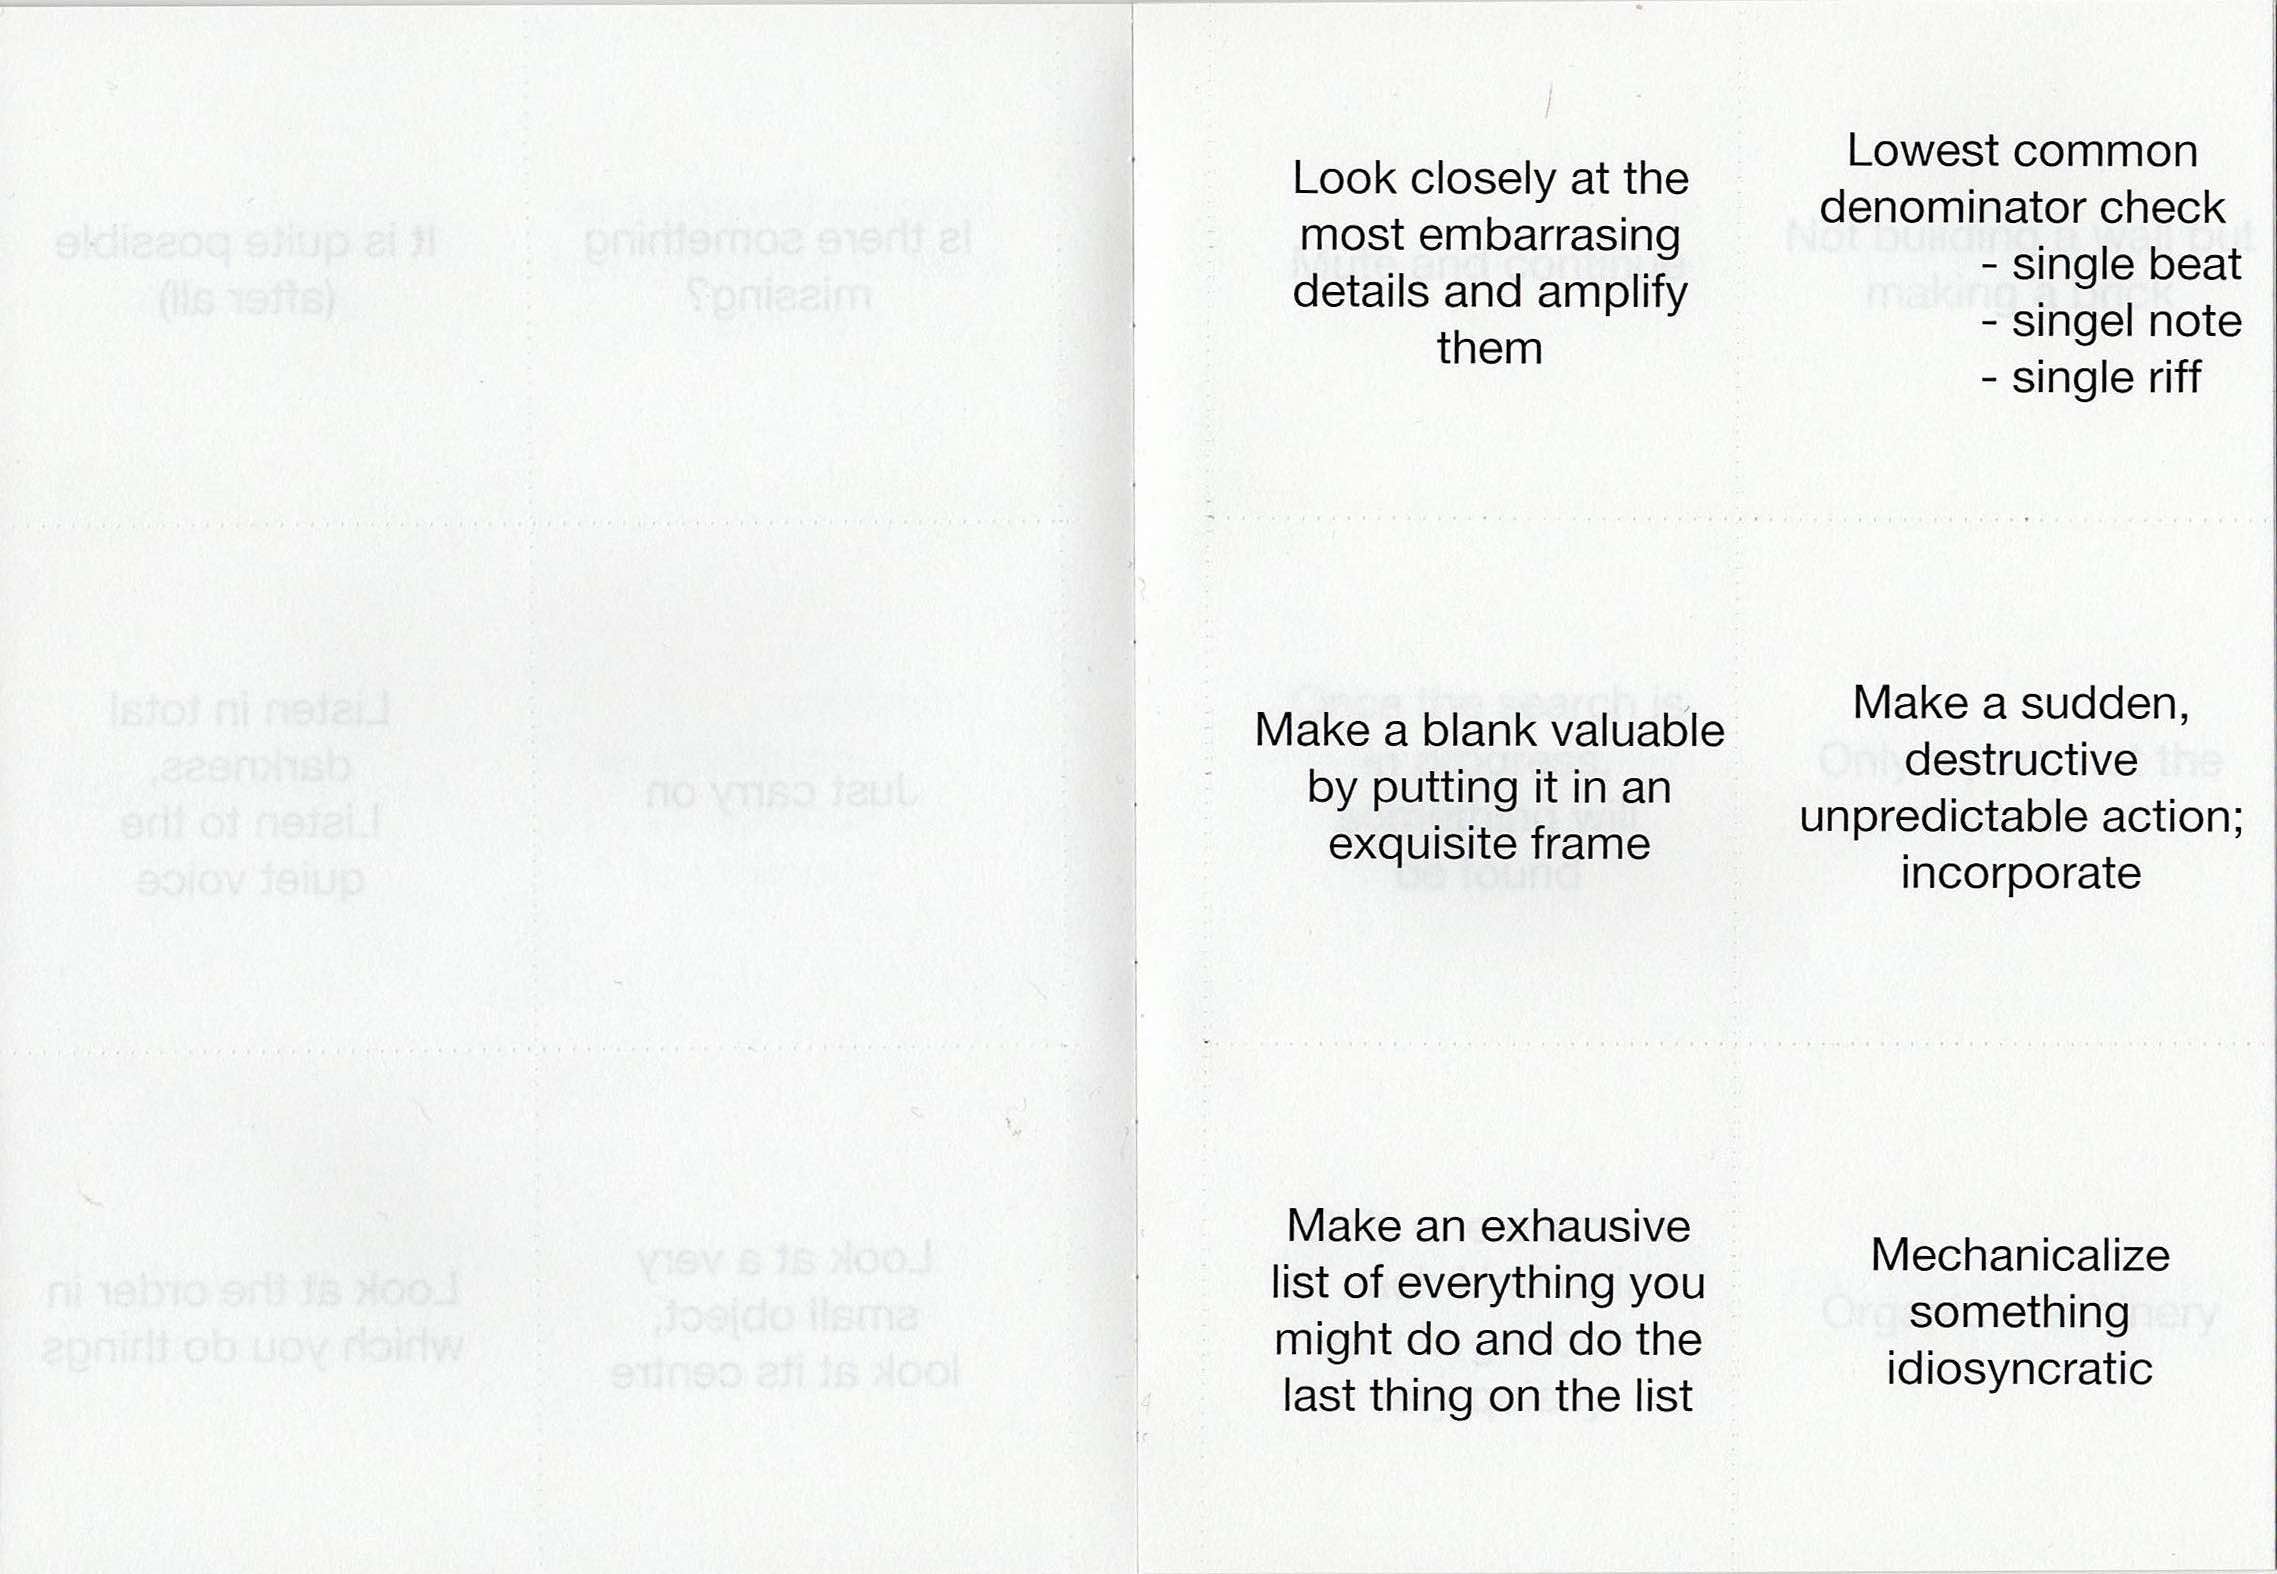 Look closely at the
most embarrasing
details and amplify
them
Lowest common
denominator check
- single beat
- singel note
- single riff
Make a blank valuable
by putting it in an
exquisite frame
Make a sudden,
destructive
unpredictable action;
incorporate
Make an exhausive
list of everything you
might do and do the
last thing on the list
Mechanicalize
something
idiosyncratic